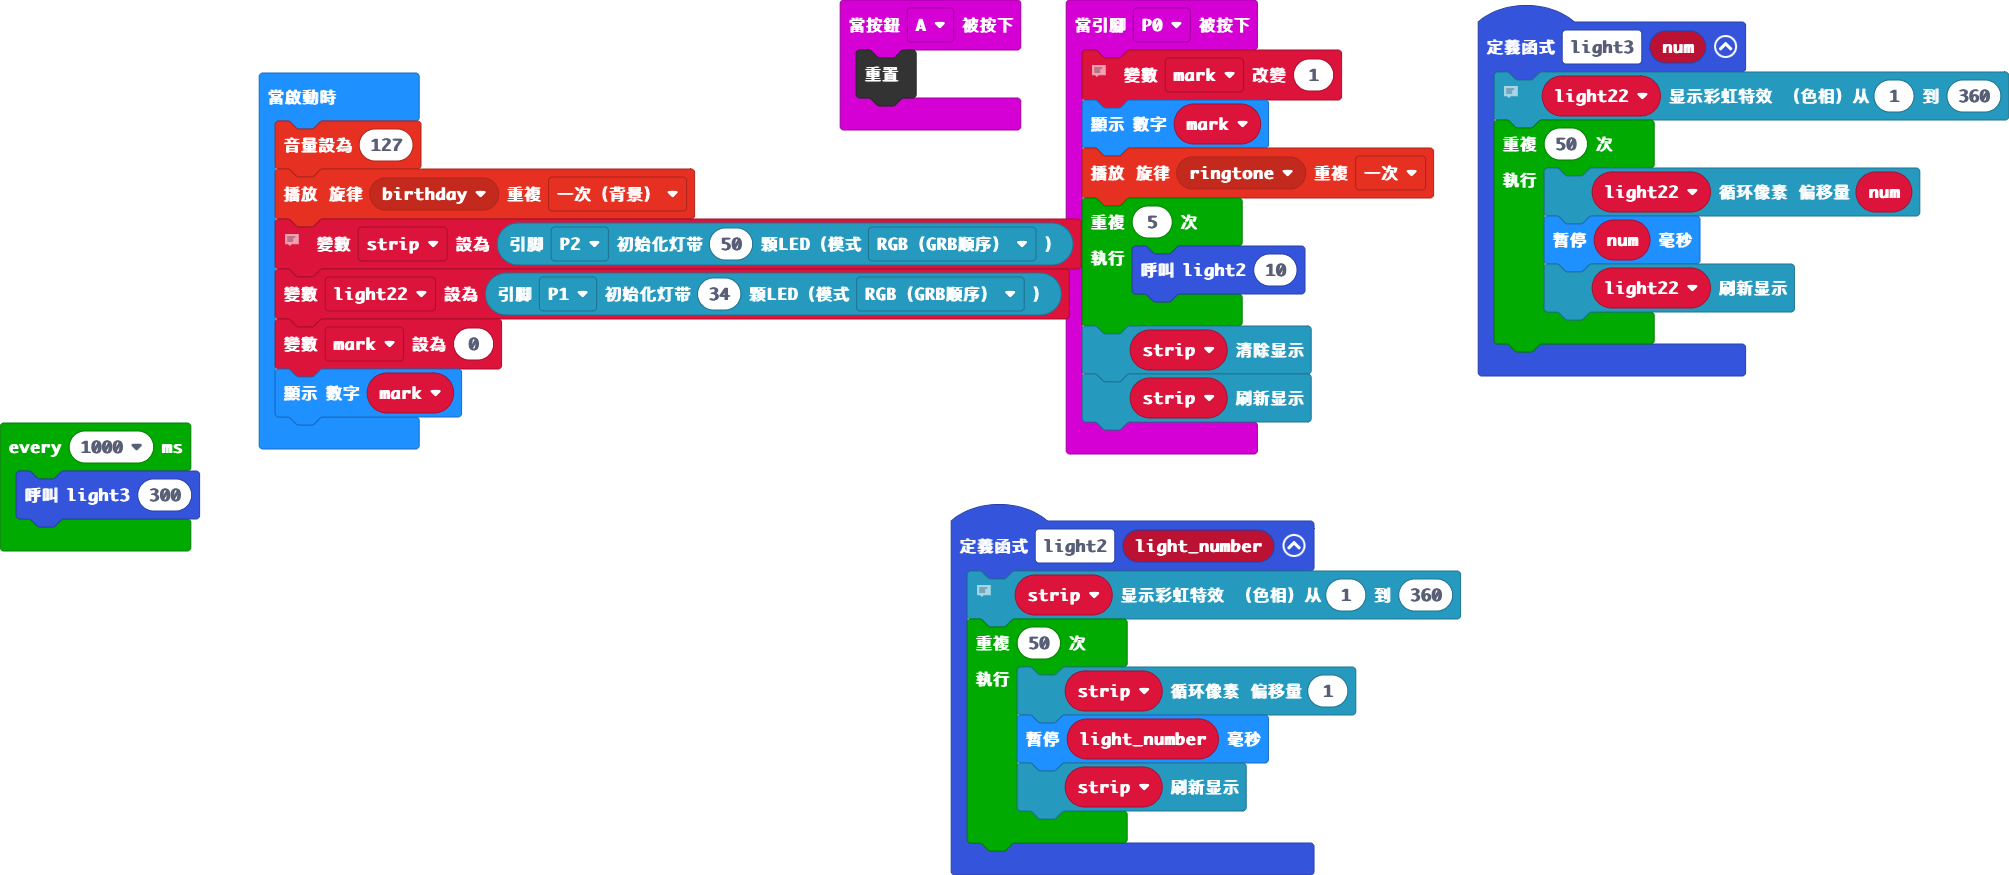 當啟動時
音量設為 127
播放 旋律 birthday 重複 一次 (背景)
變數 strip 設為 引脚 P2 初始化灯带 50 顆LED (模式 RGB (GRB順序) )
變數 light22 設為 引脚 P1 初始化灯带 34 顆LED (模式 RGB (GRB順序) )
變數 mark 設為 0
顯示 數字 mark
every 1000 ms
呼叫 light3 300
當按鈕 A 被按下
重置
當引腳 P0 被按下
變數 mark 改變 1
顯示 數字 mark
播放 旋律 ringtone 重複 一次
重複 5 次
執行
呼叫 light2 10
strip 清除显示
strip 刷新显示
定義函式 light3 num
light22 显示彩虹特效 (色相) 从 1 到 360
重複 50 次
執行
light22 循环像素 偏移量 num
暫停 num 毫秒
light22 刷新显示
定義函式 light2 light_number
strip 显示彩虹特效 (色相) 从 1 到 360
重複 50 次
執行
strip 循环像素 偏移量 1
暫停 light_number 毫秒
strip 刷新显示